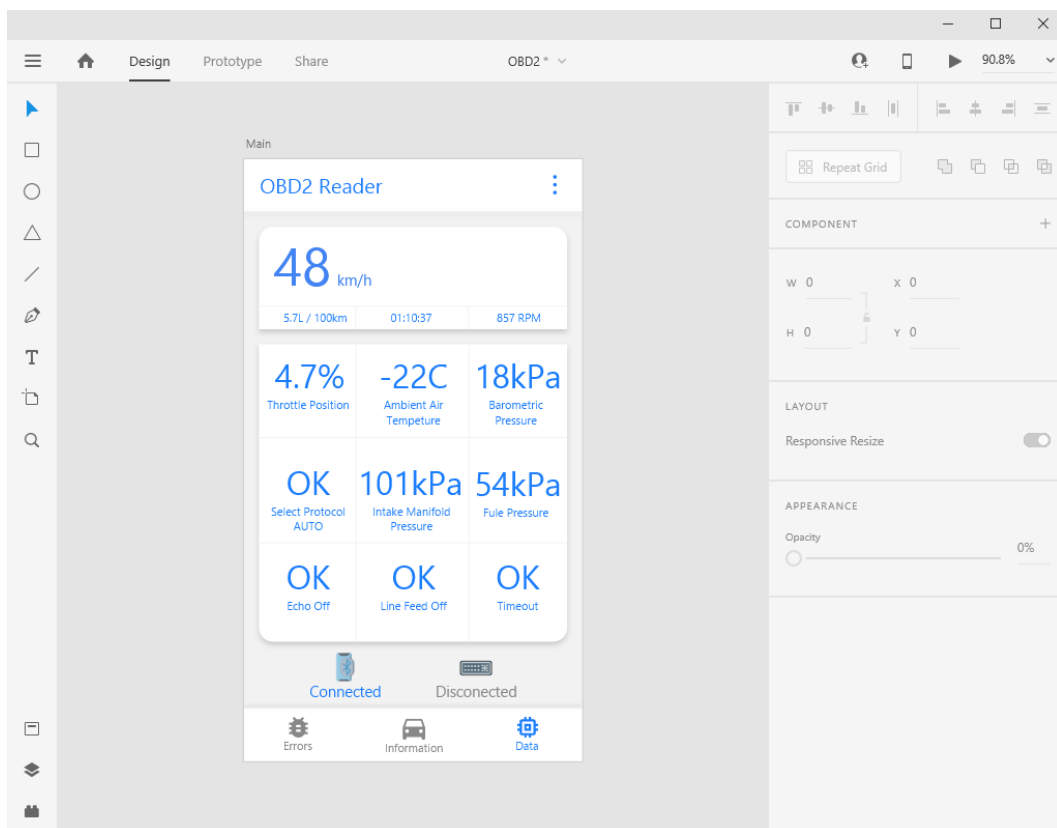 Design Prototype Share OBD2 * 90.8%
Main
OBD2 Reader
48 km/h
5.7L / 100km 01:10:37 857 RPM
4.7% -22C 18kPa
Throttle Position Ambient Air Barometric
Tempeture Pressure
OK 101kPa 54kPa
Select Protocol Intake Manifold Fule Pressure
AUTO Pressure
OK OK OK
Echo Off Line Feed Off Timeout
Connected Disconected
Errors Information Data
T
Repeat Grid
COMPONENT
W 0 X 0
H 0 Y 0
LAYOUT
Responsive Resize
APPEARANCE
Opacity
0%